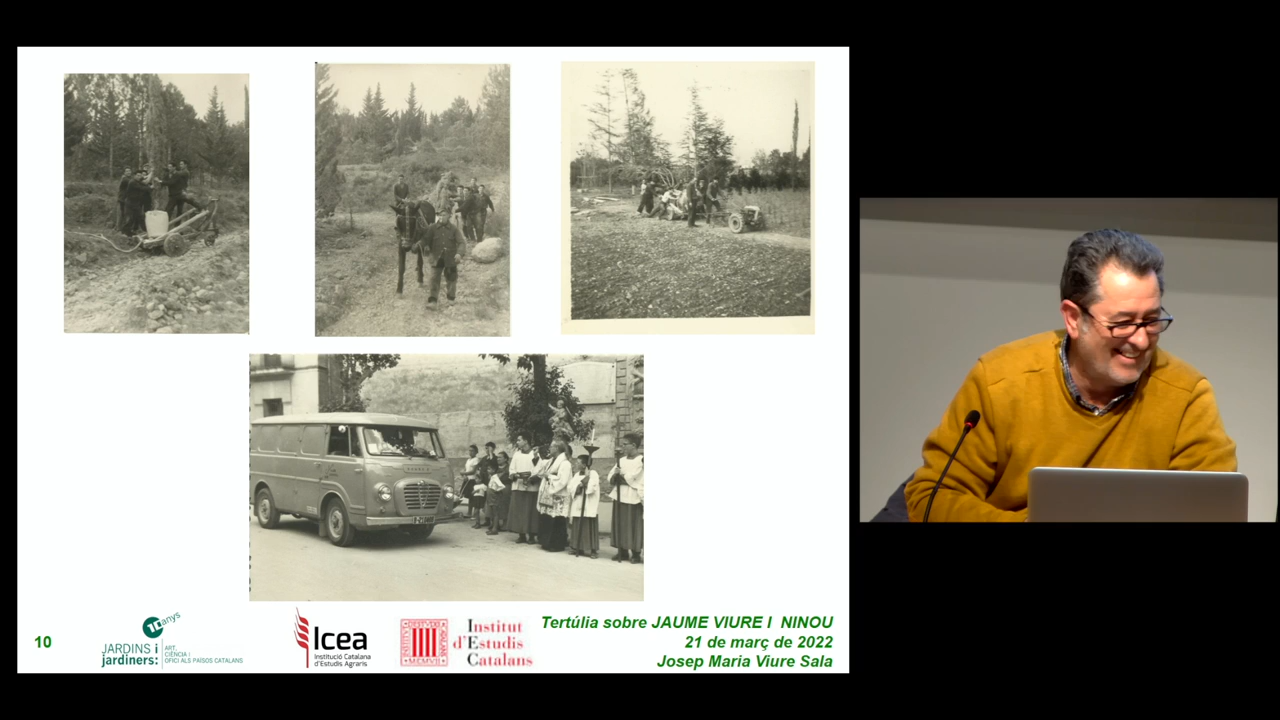 10
10 anys
JARDINS i
jardiners:
ART,
CIÈNCIA i
OFICI ALS PAÏSOS CATALANS
Icea
Institució Catalana
d'Estudis Agraris
Institut
d'Estudis
Catalans
Tertúlia sobre JAUME VIURE I NINOU
21 de març de 2022
Josep Maria Viure Sala